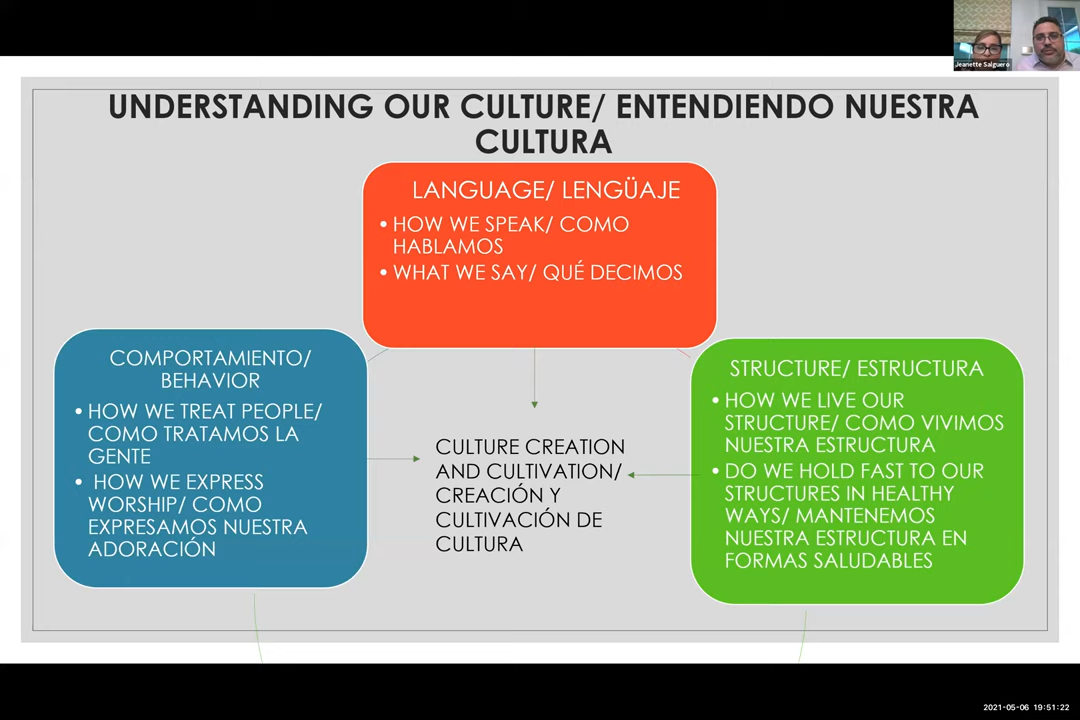 Jeanette Salguero
UNDERSTANDING OUR CULTURE/ ENTENDIENDO NUESTRA
CULTURA
LANGUAGE/ LENGÜAJE
• HOW WE SPEAK/ COMO
HABLAMOS
• WHAT WE SAY/ QUÉ DECIMOS
COMPORTAMIENTO/
BEHAVIOR
• HOW WE TREAT PEOPLE/
COMO TRATAMOS LA
GENTE
• HOW WE EXPRESS
WORSHIP/ COMO
EXPRESAMOS NUESTRA
ADORACIÓN
CULTURE CREATION
AND CULTIVATION/
CREACIÓN Y
CULTIVACIÓN DE
CULTURA
STRUCTURE/ ESTRUCTURA
• HOW WE LIVE OUR
STRUCTURE/ COMO VIVIMOS
NUESTRA ESTRUCTURA
• DO WE HOLD FAST TO OUR
STRUCTURES IN HEALTHY
WAYS/ MANTENEMOS
NUESTRA ESTRUCTURA EN
FORMAS SALUDABLES
2021-05-06 19:51:22